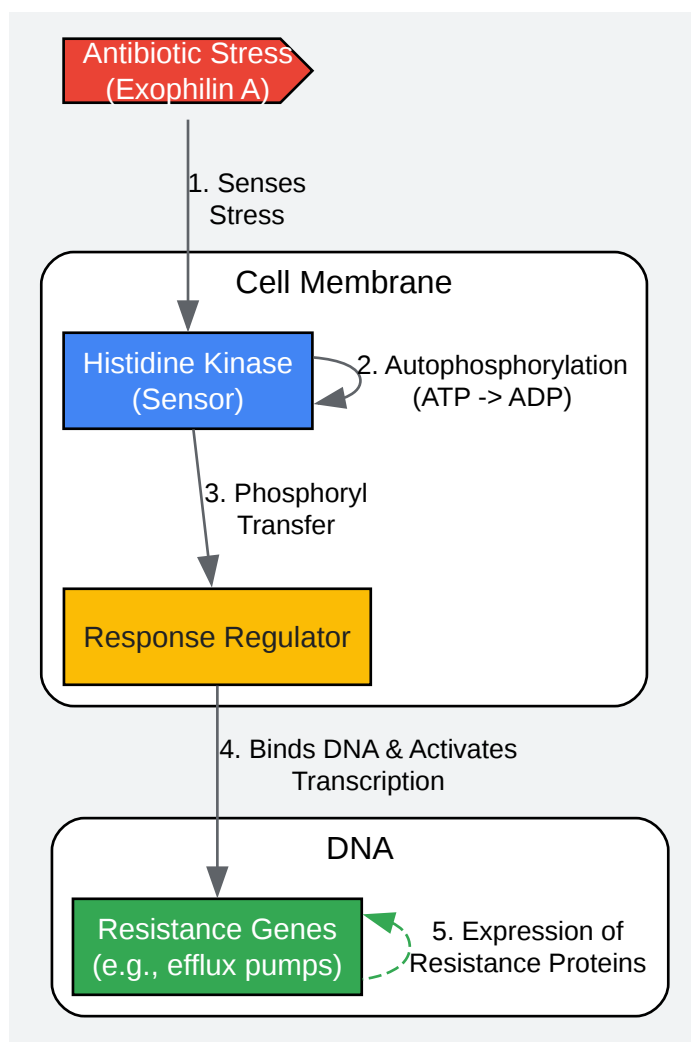 Antibiotic Stress
(Exophilin A)
1. Senses
Stress
Cell Membrane
Histidine Kinase
(Sensor)
2. Autophosphorylation
(ATP -> ADP)
3. Phosphoryl
Transfer
Response Regulator
4. Binds DNA & Activates
Transcription
DNA
Resistance Genes
(e.g., efflux pumps)
5. Expression of
Resistance Proteins